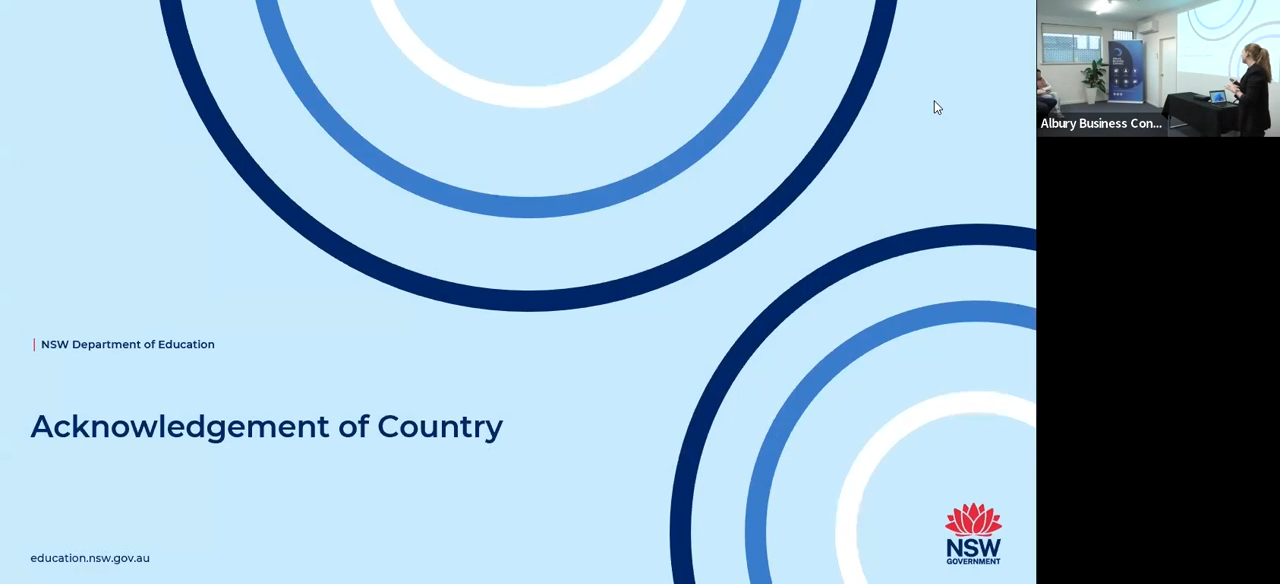 Albury Business Con...
NSW Department of Education
Acknowledgement of Country
education.nsw.gov.au
NSW
GOVERNMENT